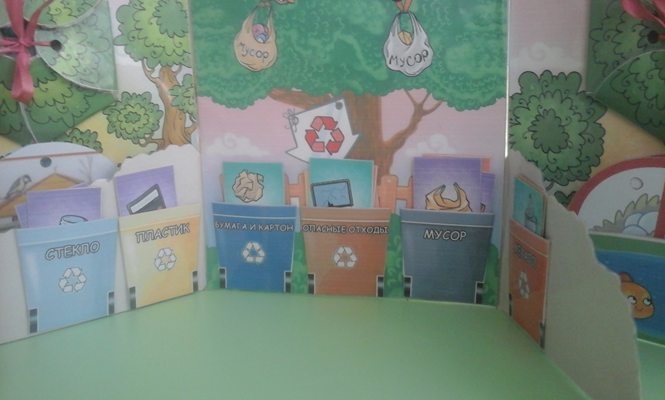 Мусор
МУСОР
СТЕКЛО
ПЛАСТИК
БУМАГА И КАРТОН
ОПАСНЫЕ ОТХОДЫ
МУСОР